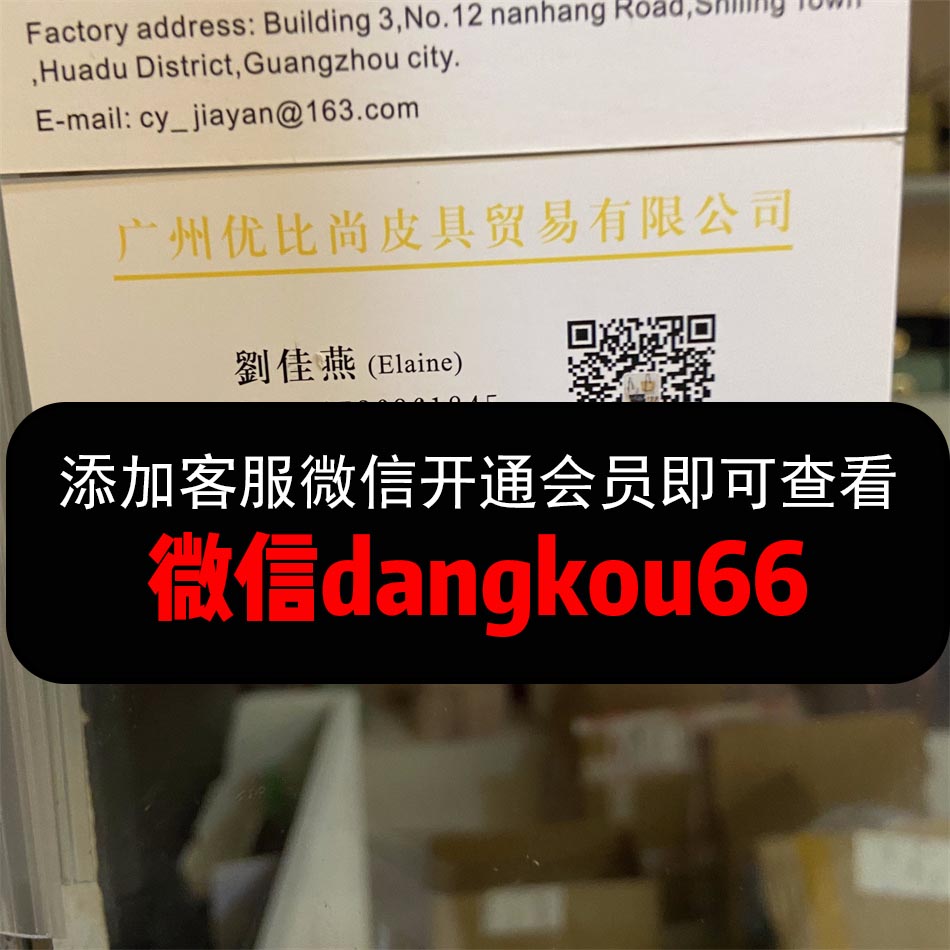 Factory address: Building 3,No.12 nanhang Road,Shiling Town
,Huadu District,Guangzhou city.
E-mail: cy_jiayan@163.com
广州优比尚皮具贸易有限公司
劉佳燕 (Elaine)
添加客服微信开通会员即可查看
微信dangkou66